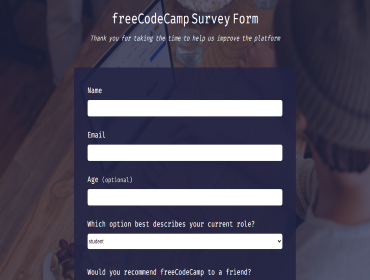 freeCodeCamp Survey Form
Thank you for taking the time to help us improve the platform
Name
Email
Age (optional)
Which option best describes your current role?
student
Would you recommend freeCodeCamp to a friend?